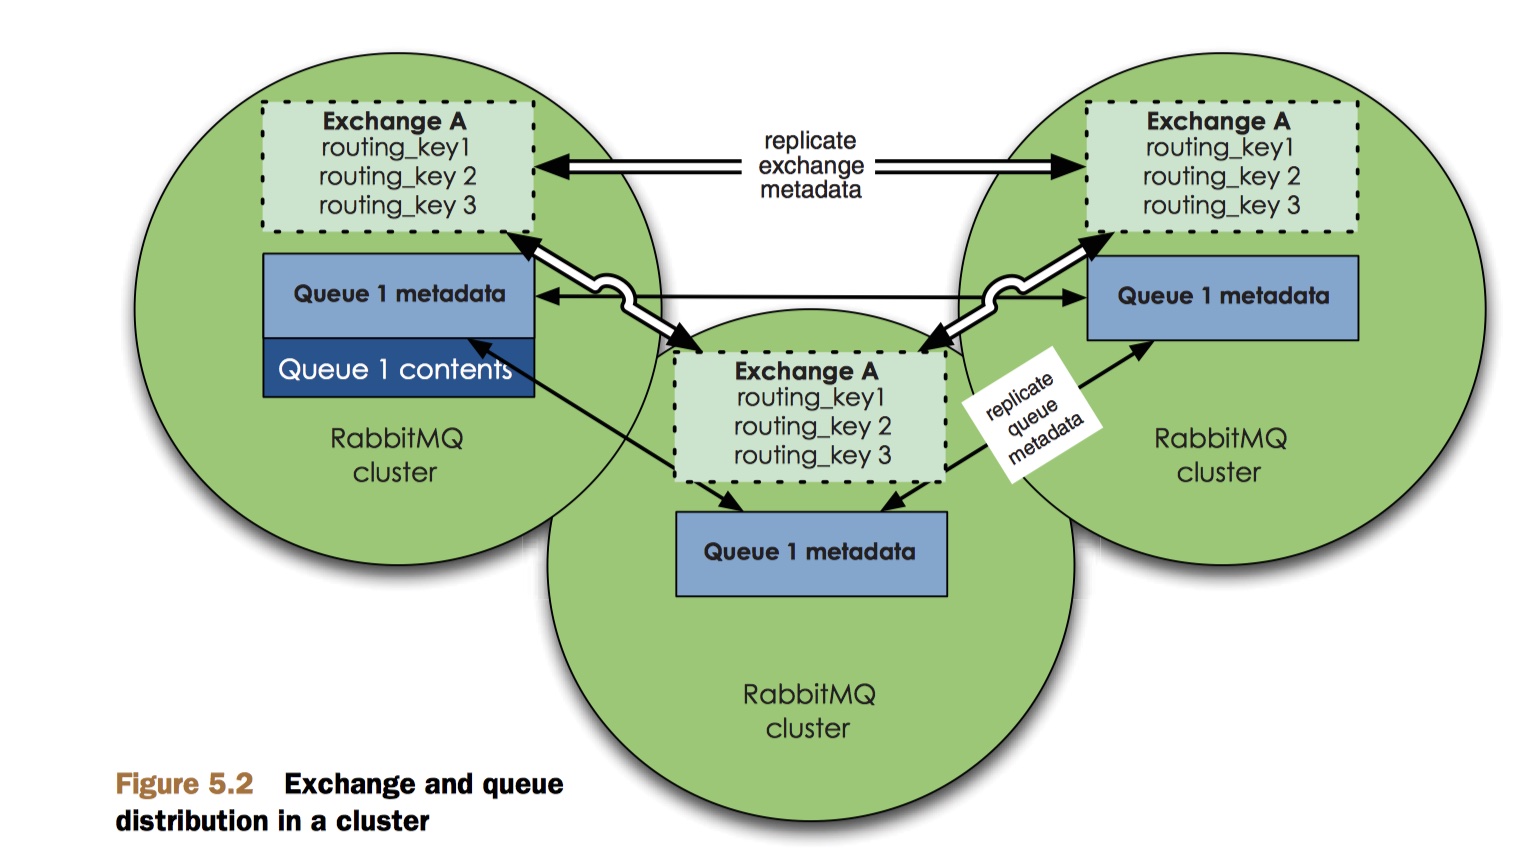 Exchange A
routing_key1
routing_key 2
routing_key 3
Queue 1 metadata
Queue 1 contents
RabbitMQ
cluster
replicate
exchange
metadata
Exchange A
routing_key1
routing_key 2
routing_key 3
Queue 1 metadata
RabbitMQ
cluster
replicate
queue
metadata
Exchange A
routing_key1
routing_key 2
routing_key 3
Queue 1 metadata
RabbitMQ
cluster
Figure 5.2 Exchange and queue
distribution in a cluster